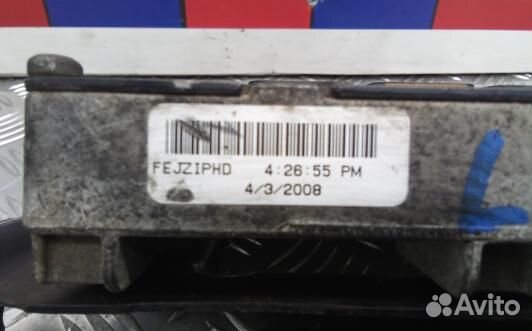 FEJZIPHD 4:26:55 PM
4/3/2008
L
Avito